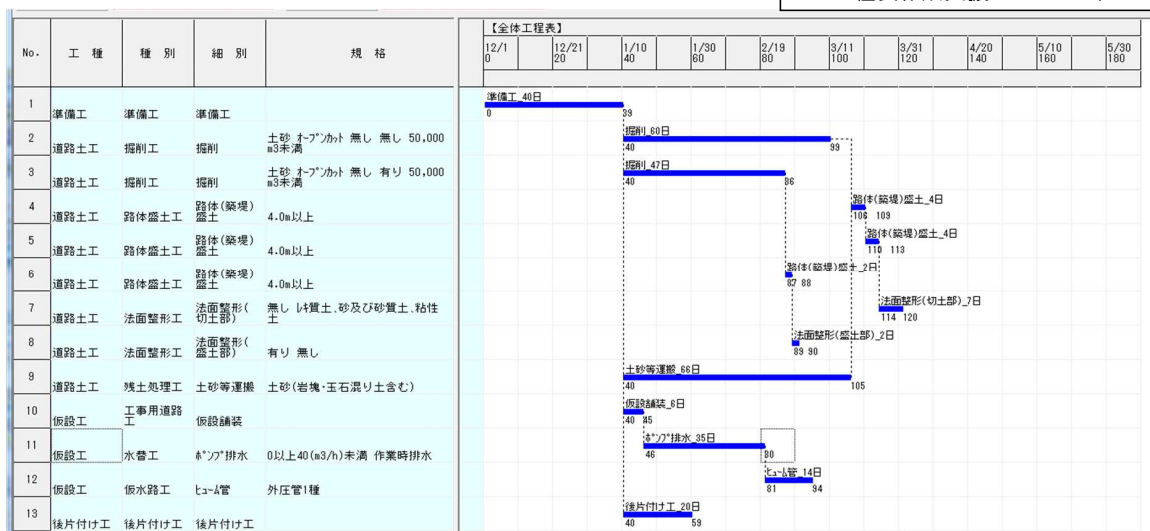 【全体工程表】
No. 工 種 種 別 細 別 規 格
12/1 12/21 1/10 1/30 2/19 3/11 3/31 4/20 5/10 5/30
0 20 40 60 80 100 120 140 160 180
1 準備工 準備工 準備工
準備工_40日
0 39
2 道路土工 掘削工 掘削 土砂 ｵｰﾌﾟﾝｶｯﾄ 無し 無し 50,000
m3未満
掘削_60日
40 99
3 道路土工 掘削工 掘削 土砂 ｵｰﾌﾟﾝｶｯﾄ 無し 有り 50,000
m3未満
掘削_47日
40 86
4 道路土工 路体盛土工 路体(築堤)
盛土 4.0m以上
路体(築堤)盛土_4日
106 109
5 道路土工 路体盛土工 路体(築堤)
盛土 4.0m以上
路体(築堤)盛土_4日
110 113
6 道路土工 路体盛土工 路体(築堤)
盛土 4.0m以上
路体(築堤)盛土_2日
87 88
7 道路土工 法面整形工 法面整形(
切土部) 無し ﾚｷ質土､砂及び砂質土､粘性
土
法面整形(切土部)_7日
114 120
8 道路土工 法面整形工 法面整形(
盛土部) 有り 無し
法面整形(盛土部)_2日
89 90
9 道路土工 残土処理工 土砂等運搬 土砂(岩塊･玉石混り土含む)
土砂等運搬_66日
40 105
10 仮設工 工事用道路
工 仮設舗装
仮設舗装_6日
40 45
11 仮設工 水替工 ﾎﾟﾝﾌﾟ排水 0以上40(m3/h)未満 作業時排水
ﾎﾟﾝﾌﾟ排水_35日
46 80
12 仮設工 仮水路工 ﾋｭｰﾑ管 外圧管1種
ﾋｭｰﾑ管_14日
81 94
13 後片付け工 後片付け工 後片付け工
後片付け工_20日
40 59